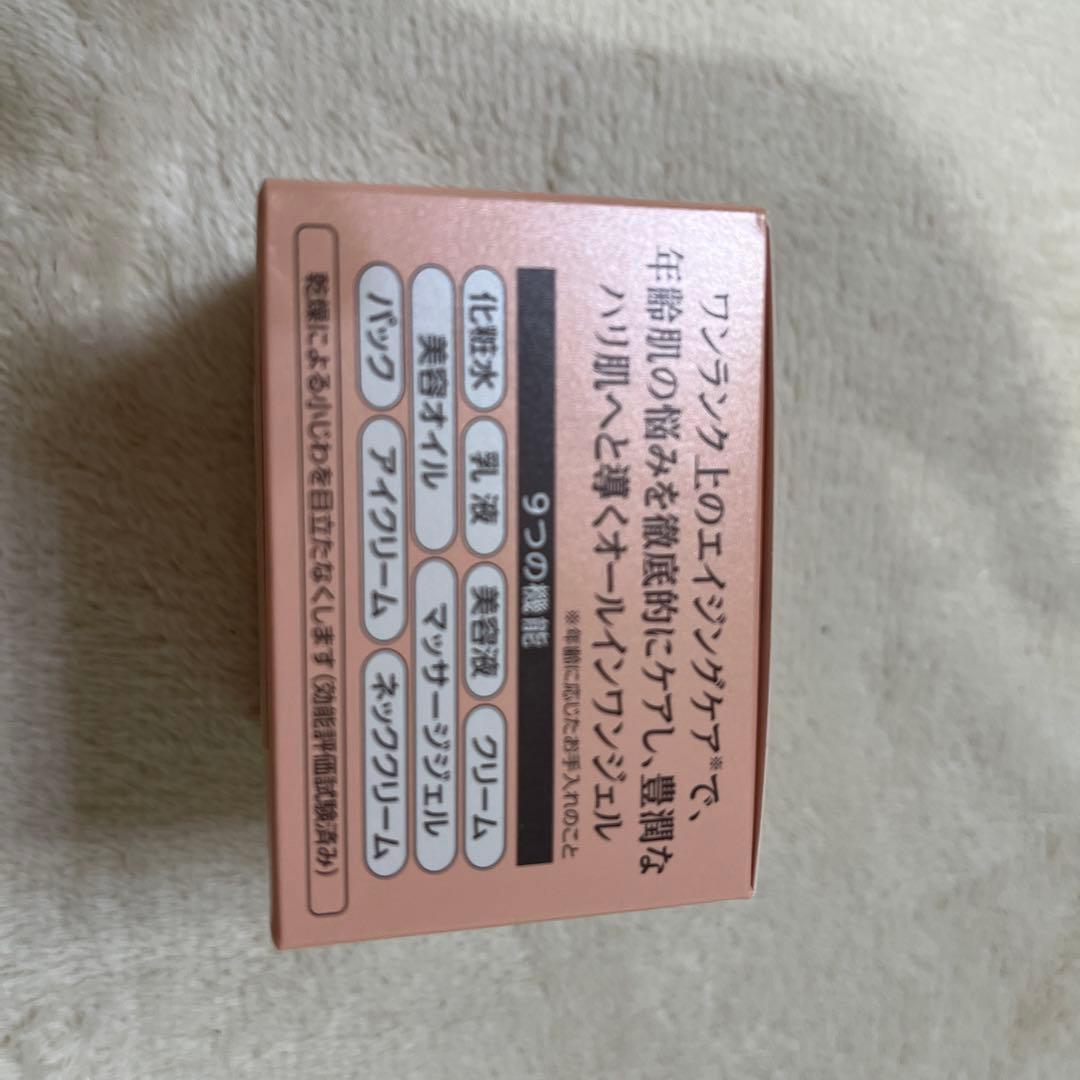 ワンランク上のエイジングケア※で、
年齢肌の悩みを徹底的にケアし、豊潤な
ハリ肌へと導くオールインワンジェル
※年齢に応じたお手入れのこと
9つの機能
化粧水 乳液 美容液 クリーム
美容オイル マッサージジェル
パック アイクリーム ネッククリーム
乾燥による小じわを目立たなくします(効能評価試験済み)